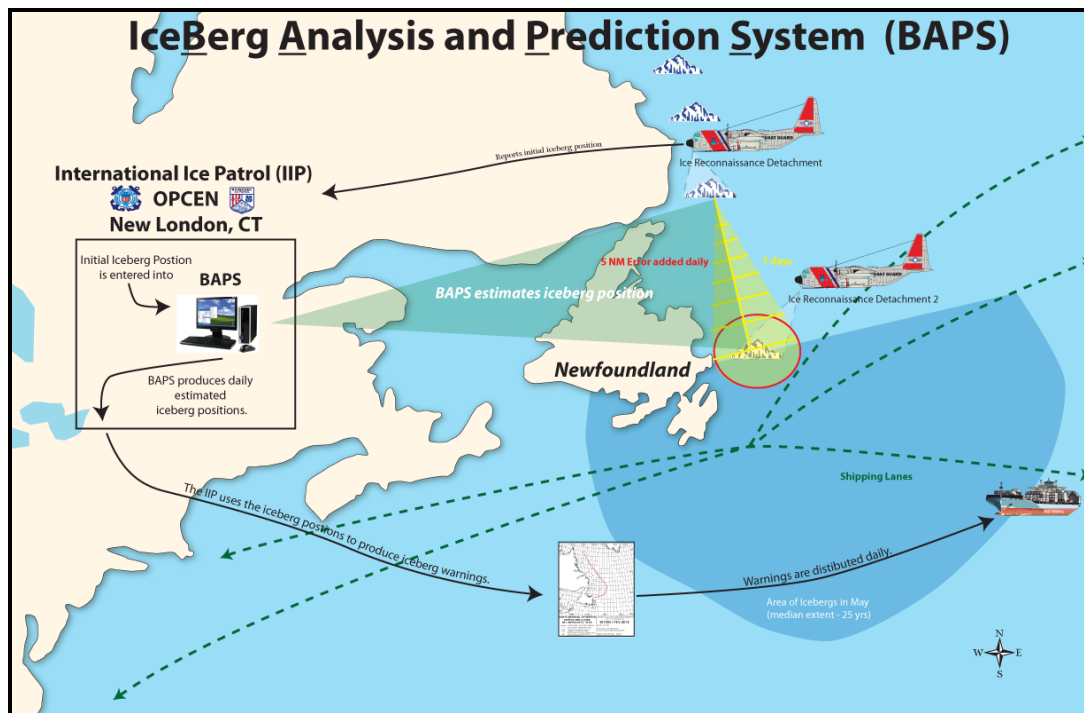 IceBerg Analysis and Prediction System (BAPS)
Reports initial iceberg position
Ice Reconnaissance Detachment
International Ice Patrol (IIP)
OPCEN
New London, CT
Initial Iceberg Postion
is entered into
BAPS
BAPS produces daily
estimated
iceberg positions.
5 NM Error added daily
7 days
BAPS estimates iceberg position
Ice Reconnaissance Detachment 2
Newfoundland
Shipping Lanes
The IIP uses the iceberg postions to produce iceberg warnings.
Warnings are distibuted daily.
Area of Icebergs in May
(median extent - 25 yrs)
N
W E
S